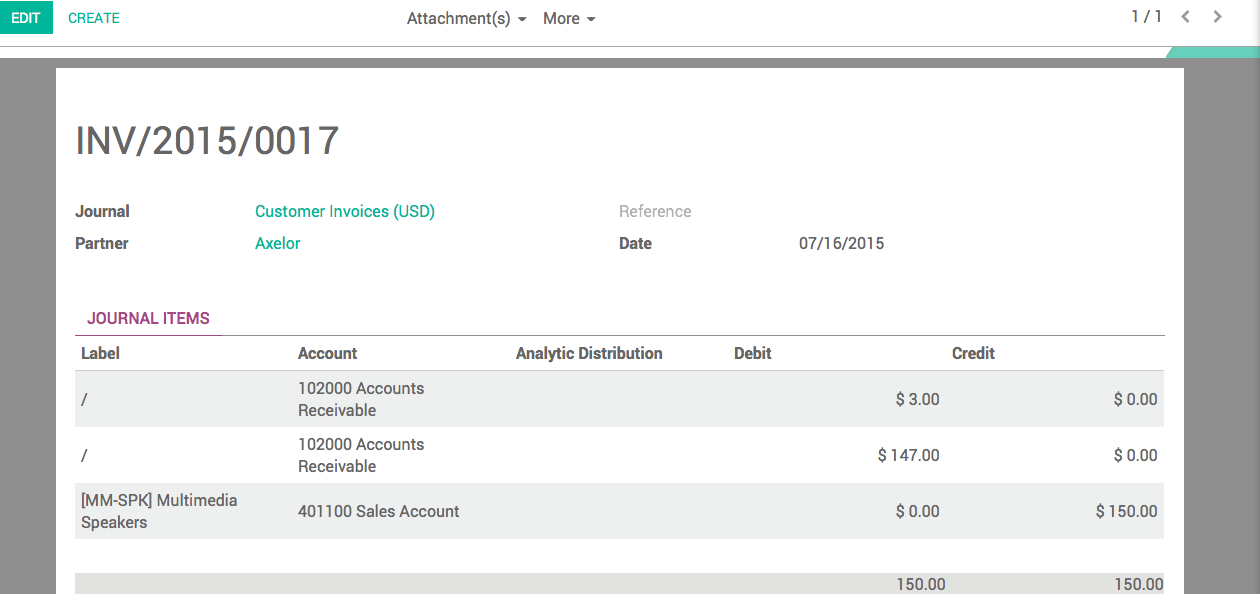 EDIT CREATE Attachment(s) More 1 / 1
INV/2015/0017
Journal Customer Invoices (USD) Reference
Partner Axelor Date 07/16/2015
JOURNAL ITEMS
Label Account Analytic Distribution Debit Credit
/ 102000 Accounts $ 3.00 $ 0.00
Receivable
/ 102000 Accounts $ 147.00 $ 0.00
Receivable
[MM-SPK] Multimedia 401100 Sales Account $ 0.00 $ 150.00
Speakers
150.00 150.00